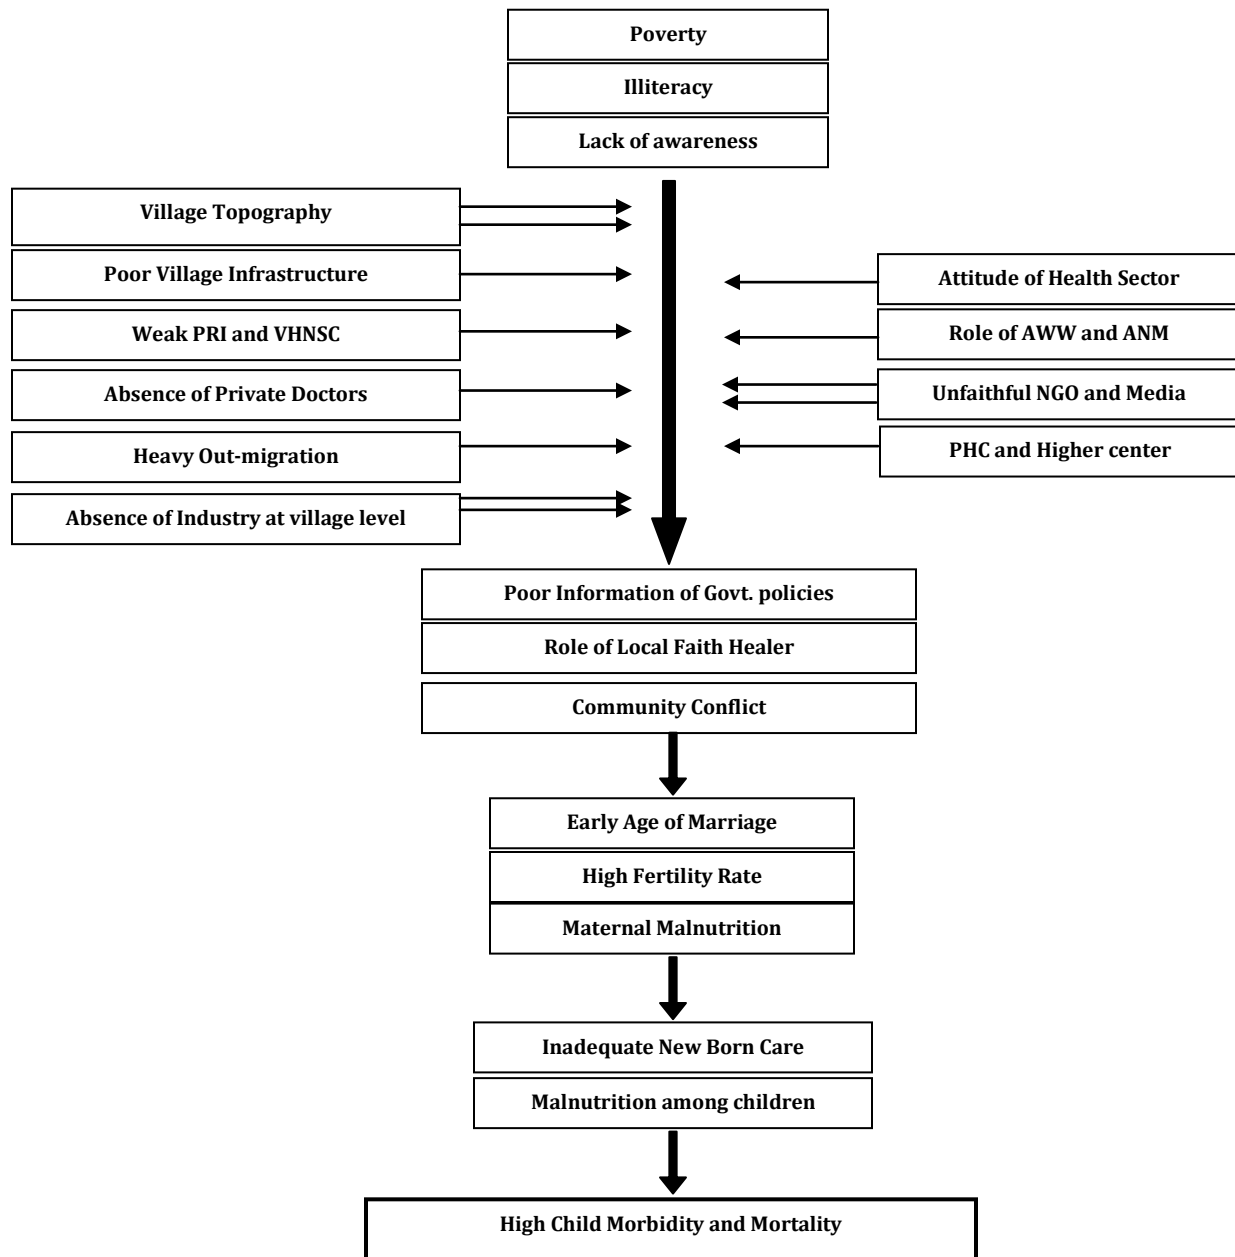 Poverty
Illiteracy
Lack of awareness
Village Topography
Poor Village Infrastructure
Weak PRI and VHNSC
Absence of Private Doctors
Heavy Out-migration
Absence of Industry at village level
Attitude of Health Sector
Role of AWW and ANM
Unfaithful NGO and Media
PHC and Higher center
Poor Information of Govt. policies
Role of Local Faith Healer
Community Conflict
Early Age of Marriage
High Fertility Rate
Maternal Malnutrition
Inadequate New Born Care
Malnutrition among children
High Child Morbidity and Mortality